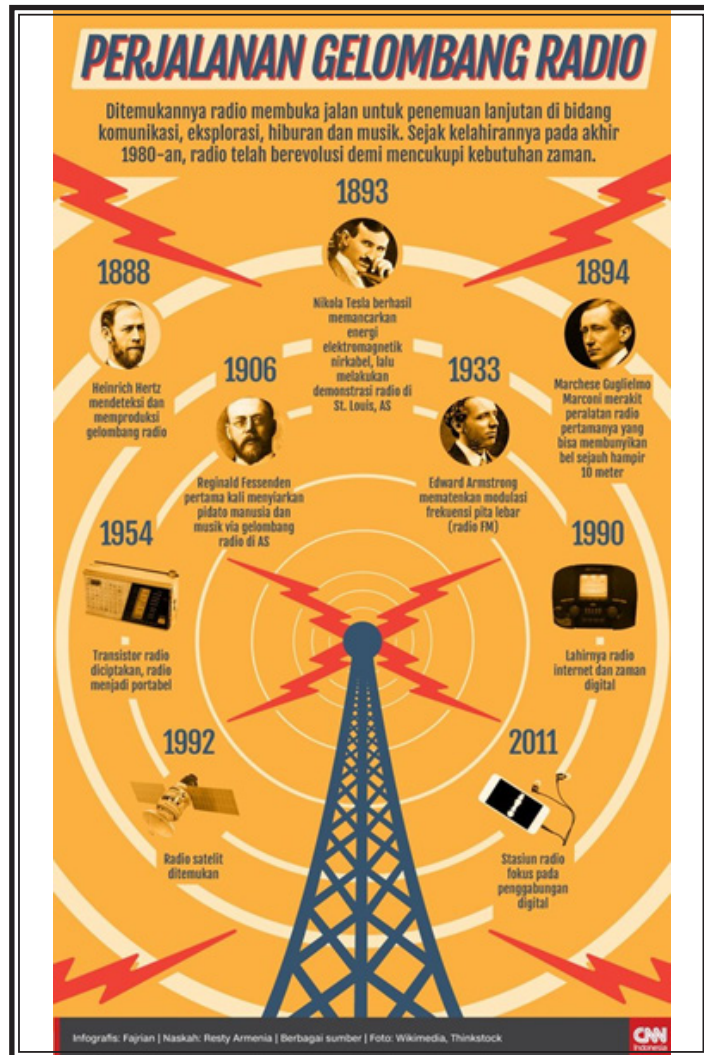 PERJALANAN GELOMBANG RADIO
Ditemukannya radio membuka jalan untuk penemuan lanjutan di bidang
komunikasi, eksplorasi, hiburan dan musik. Sejak kelahirannya pada akhir
1980-an, radio telah berevolusi demi mencukupi kebutuhan zaman.
1888
Heinrich Hertz
mendeteksi dan
memproduksi
gelombang radio
1893
Nikola Tesla berhasil
memancarkan
energi
elektromagnetik
nirkabel, lalu
melakukan
demonstrasi radio di
St. Louis, AS
1894
Marchese Guglielmo
Marconi merakit
peralatan radio
pertamanya yang
bisa membunyikan
bel sejauh hampir
10 meter
1906
Reginald Fessenden
pertama kali menyiarkan
pidato manusia dan
musik via gelombang
radio di AS
1933
Edward Armstrong
mematenkan modulasi
frekuensi pita lebar
(radio FM)
1954
Transistor radio
diciptakan, radio
menjadi portabel
1990
Lahirnya radio
internet dan zaman
digital
1992
Radio satelit
ditemukan
2011
Stasiun radio
fokus pada
penggabungan
digital
Infografis: Fajrian | Naskah: Resty Armenia | Berbagai sumber | Foto: Wikimedia, Thinkstock
CNN
Indonesia